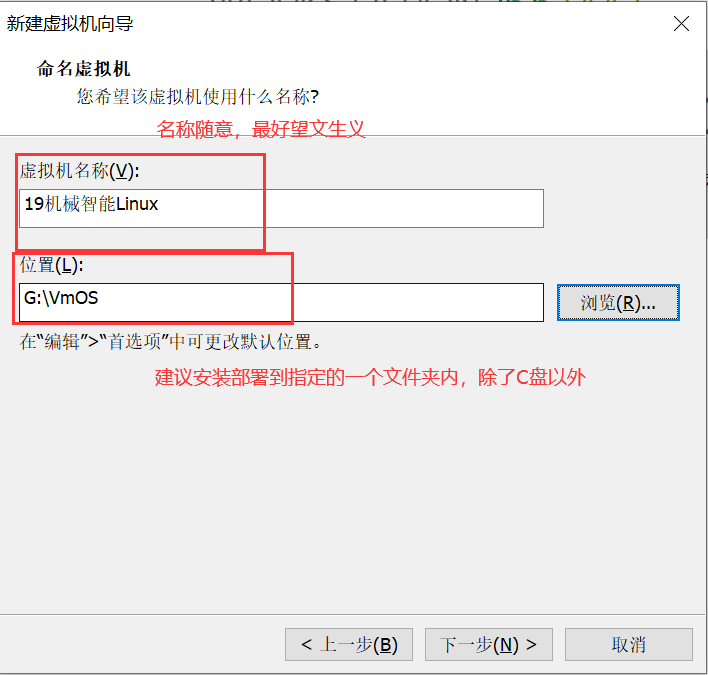 新建虚拟机向导
命名虚拟机
您希望该虚拟机使用什么名称?
名称随意，最好望文生义
虚拟机名称(V):
19机械智能Linux
位置(L):
G:\VmOS
浏览(R)...
在“编辑”>“首选项”中可更改默认位置。
建议安装部署到指定的一个文件夹内，除了C盘以外
< 上一步(B)
下一步(N) >
取消